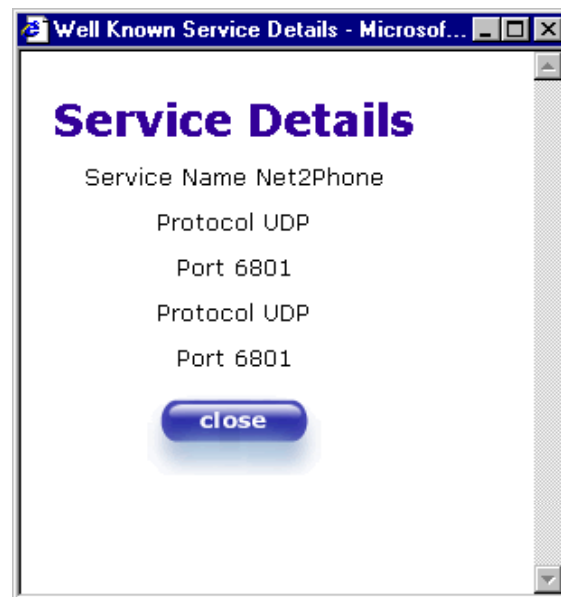 Well Known Service Details - Microsof...
Service Details
Service Name Net2Phone
Protocol UDP
Port 6801
Protocol UDP
Port 6801
close